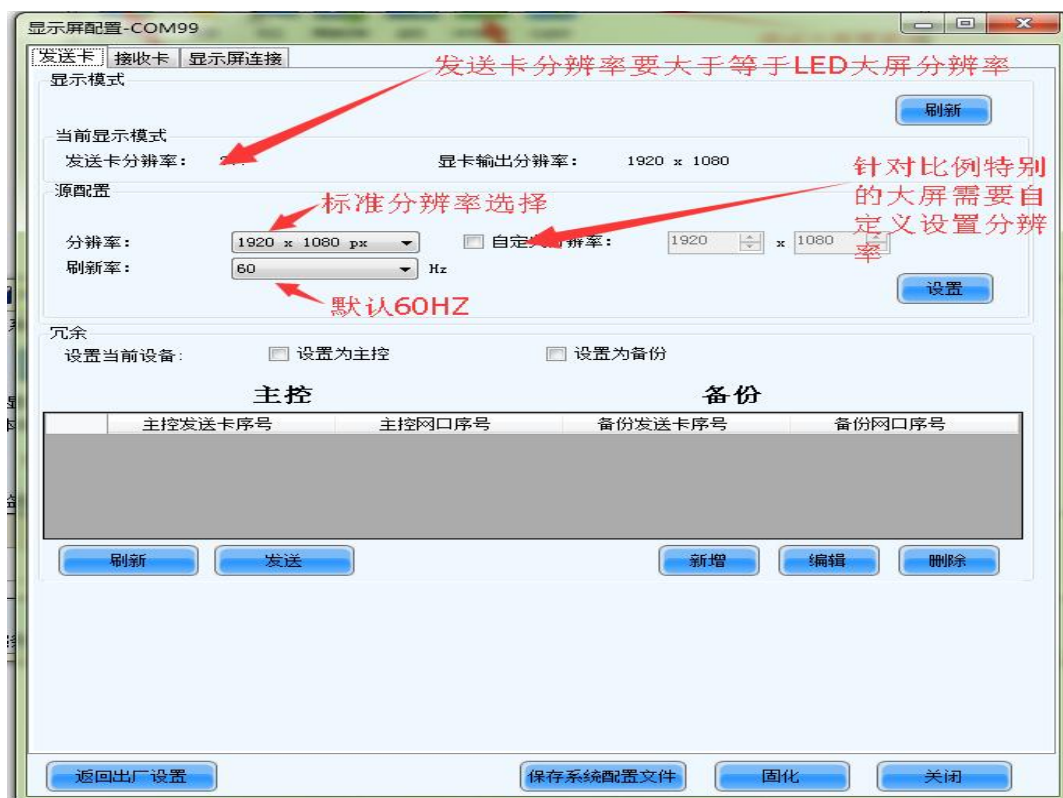 显示屏配置-COM99
发送卡 接收卡 显示屏连接
发送卡分辨率要大于等于LED大屏分辨率
显示模式
刷新
当前显示模式
发送卡分辨率:
显卡输出分辨率: 1920 x 1080
针对比例特别
的大屏需要自
定义设置分辨
率
源配置
标准分辨率选择
分辨率: 1920 x 1080 px
自定义分辨率: 1920 x 1080
刷新率: 60 Hz
设置
默认60HZ
冗余
设置当前设备: 设置为主控 设置为备份
主控 备份
主控发送卡序号 主控网口序号 备份发送卡序号 备份网口序号
刷新 发送 新增 编辑 删除
返回出厂设置 保存系统配置文件 固化 关闭